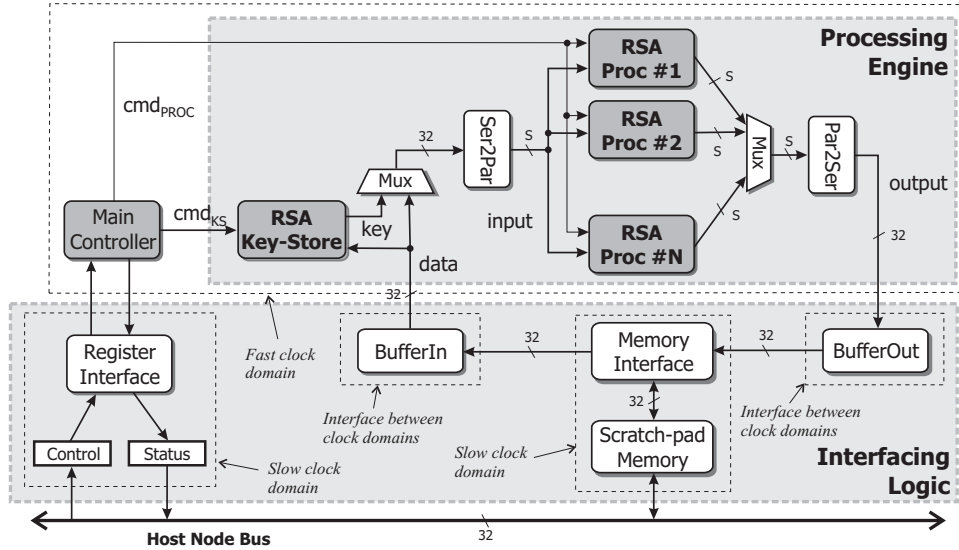 RSA
Proc #1
Processing
Engine
S
cmdPROC
32
Ser2Par
S
RSA
Proc #2
S
Mux
S
Par2Ser
Mux
output
Main
Controller
cmdKS
RSA
Key-Store
key
input
S
RSA
Proc #N
32
data
32
Register
Interface
Fast clock
domain
BufferIn
32
Memory
Interface
32
BufferOut
32
Interface between
clock domains
Interface between
clock domains
Control
Status
Slow clock
domain
Slow clock
domain
Scratch-pad
Memory
Interfacing
Logic
Host Node Bus
32